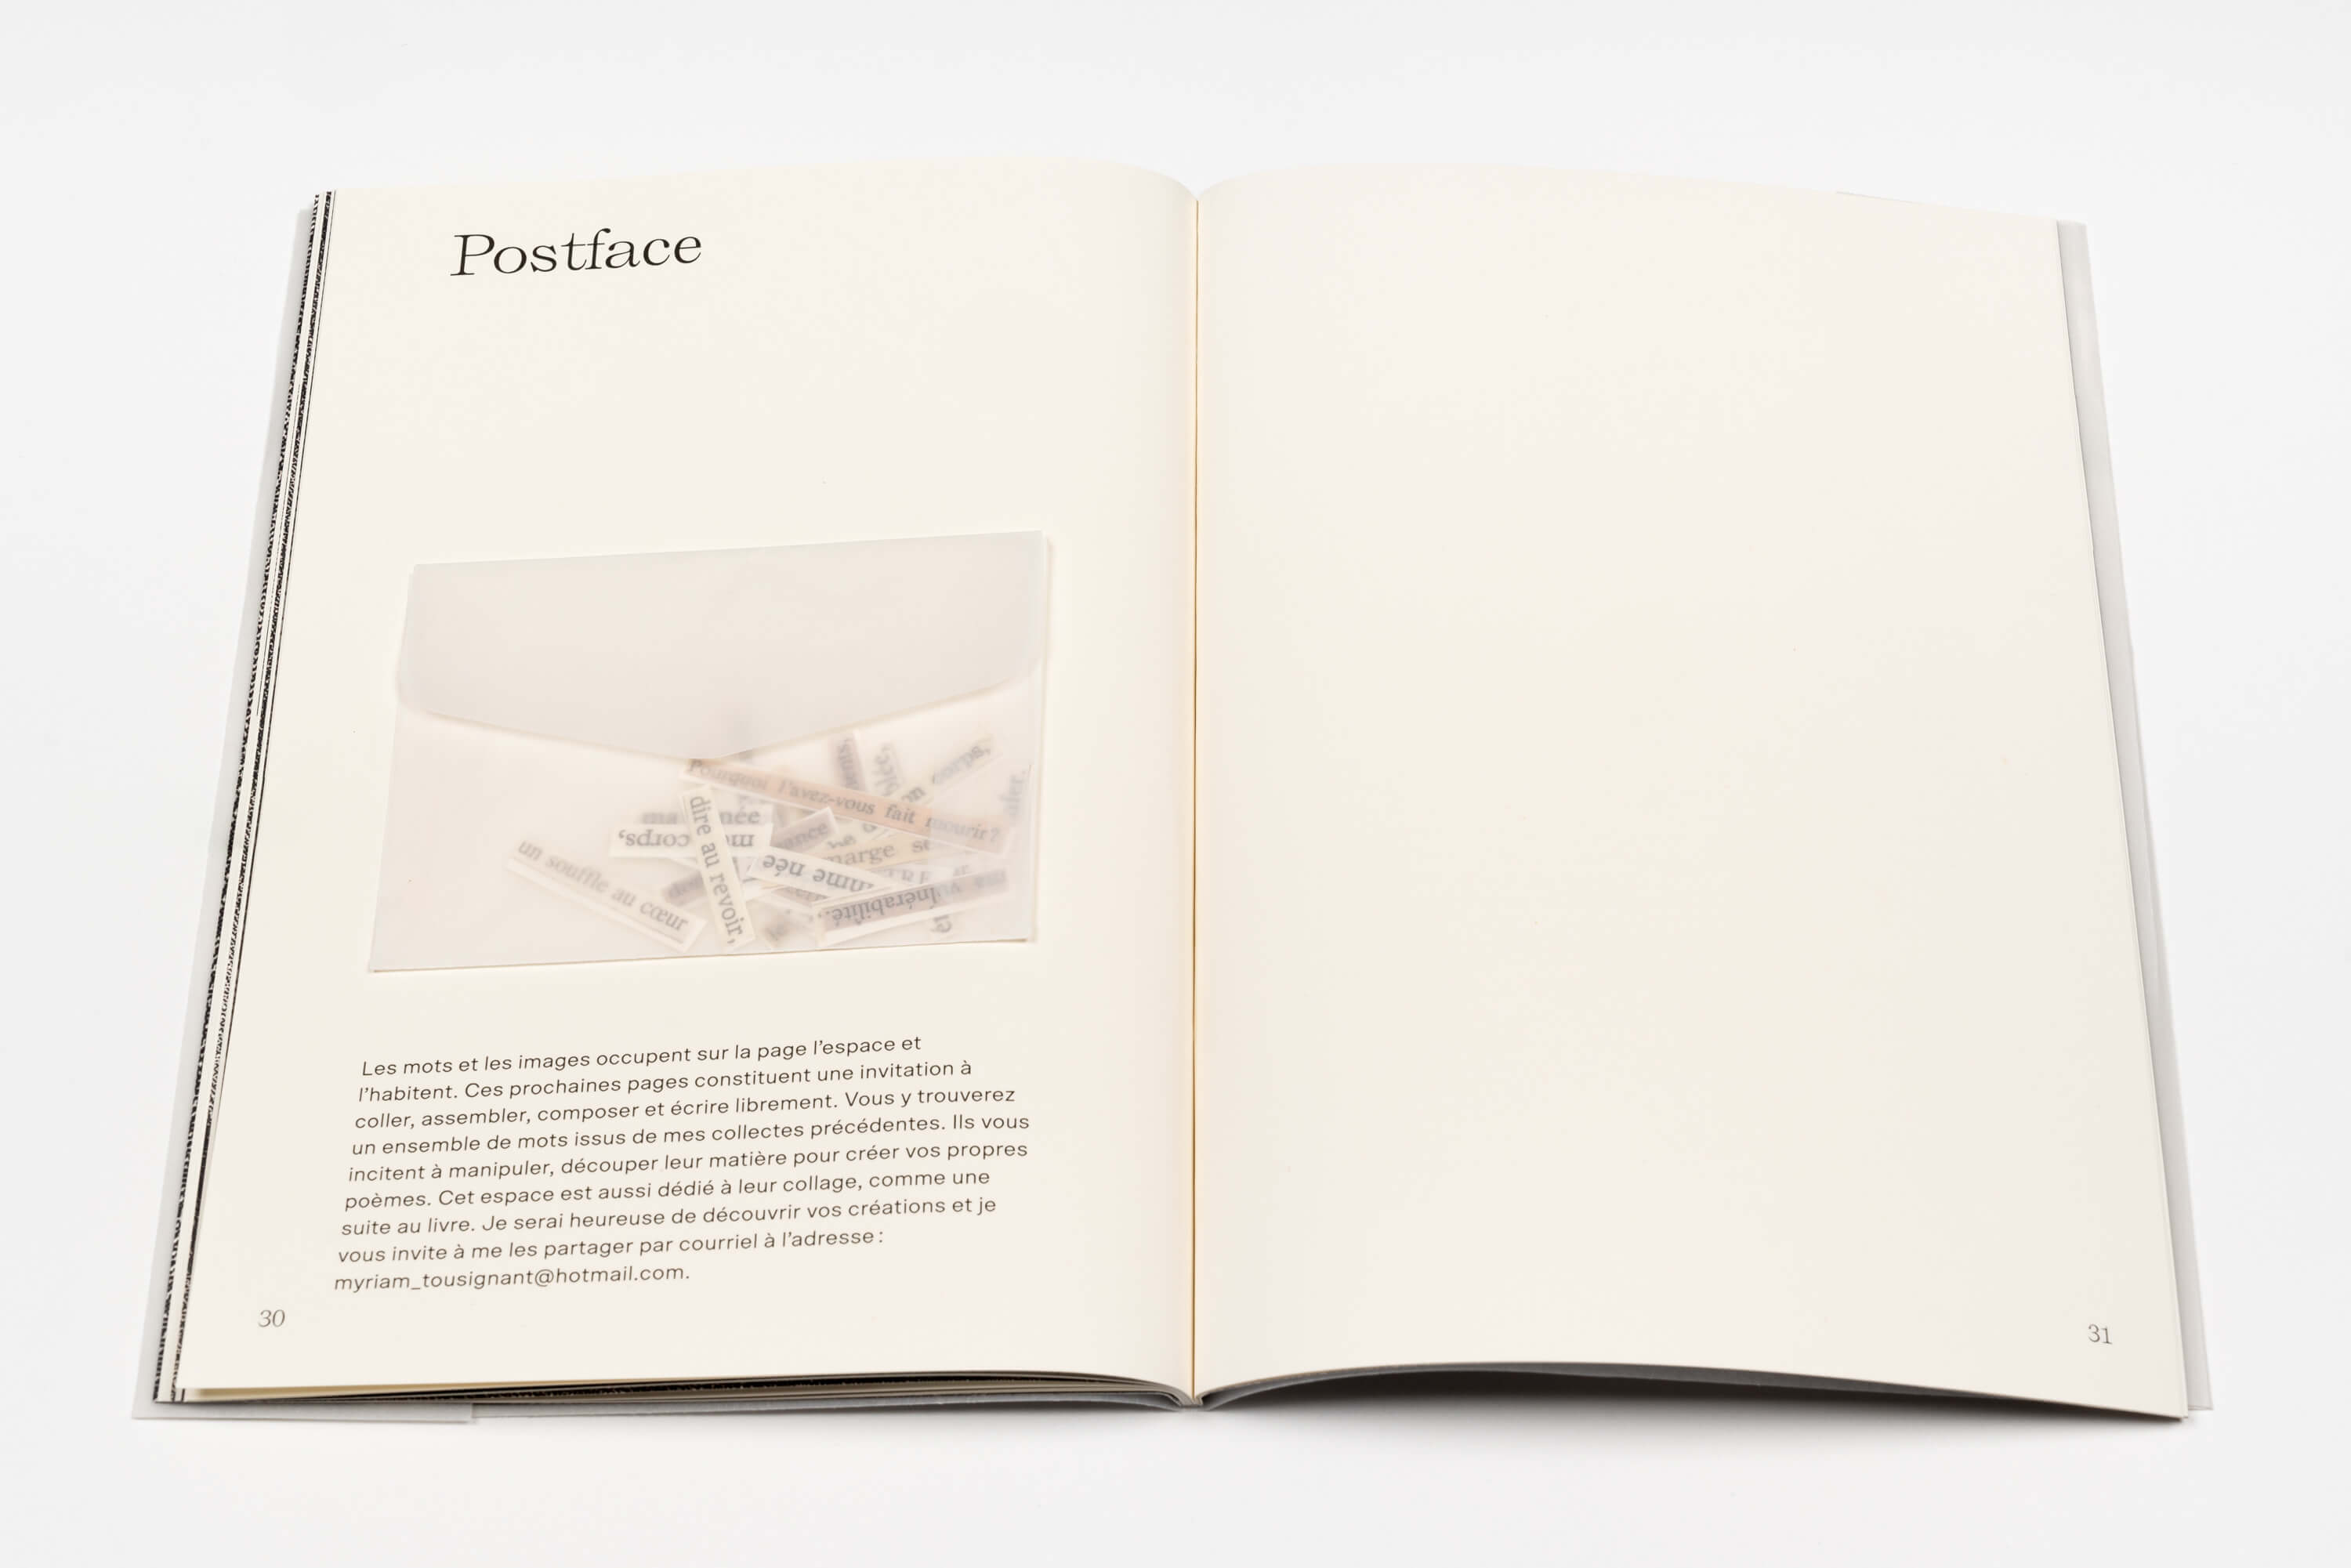 Postface
Pourquoi l'avez-vous fait mourir?
corps,
dire au revoir,
corps,
un souffle au cœur
née
vulnérabilité,
Les mots et les images occupent sur la page l'espace et
l'habitent. Ces prochaines pages constituent une invitation à
coller, assembler, composer et écrire librement. Vous y trouverez
un ensemble de mots issus de mes collectes précédentes. Ils vous
incitent à manipuler, découper leur matière pour créer vos propres
poèmes. Cet espace est aussi dédié à leur collage, comme une
suite au livre. Je serai heureuse de découvrir vos créations et je
vous invite à me les partager par courriel à l'adresse :
myriam_tousignant@hotmail.com.
30
31